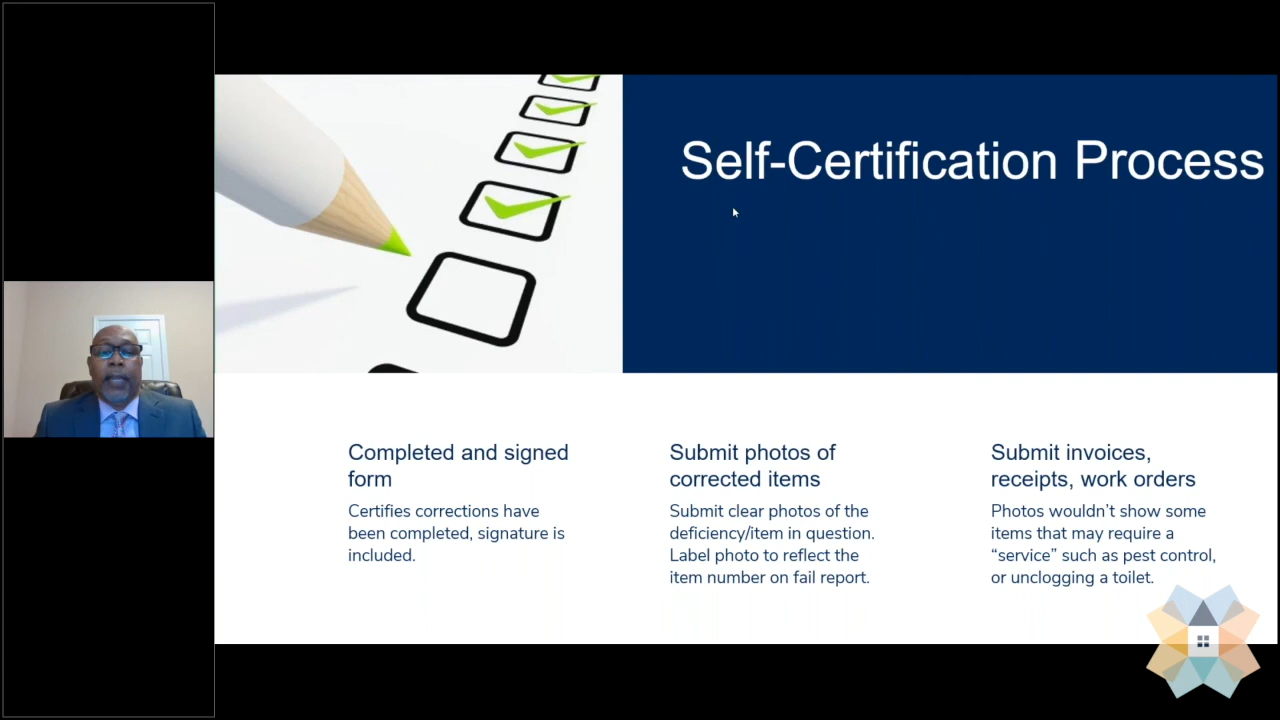 Self-Certification Process
Completed and signed
form
Certifies corrections have
been completed, signature is
included.
Submit photos of
corrected items
Submit clear photos of the
deficiency/item in question.
Label photo to reflect the
item number on fail report.
Submit invoices,
receipts, work orders
Photos wouldn’t show some
items that may require a
“service” such as pest control,
or unclogging a toilet.